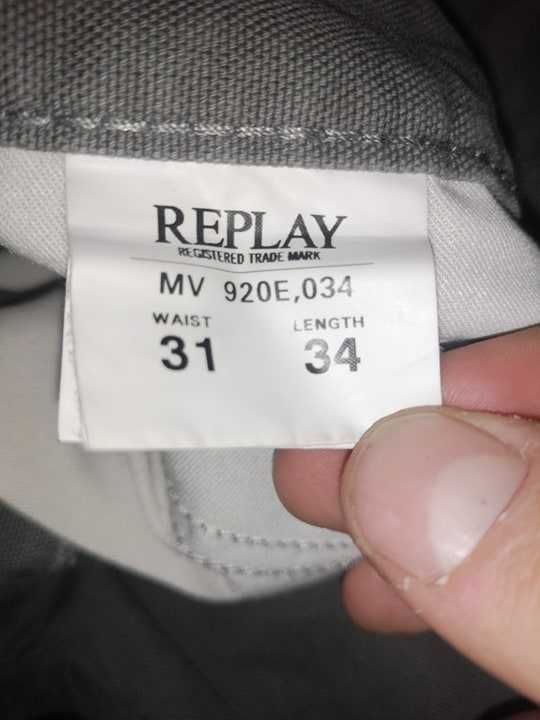 REPLAY
REGISTERED TRADE MARK
MV 920E,034
WAIST LENGTH
31 34